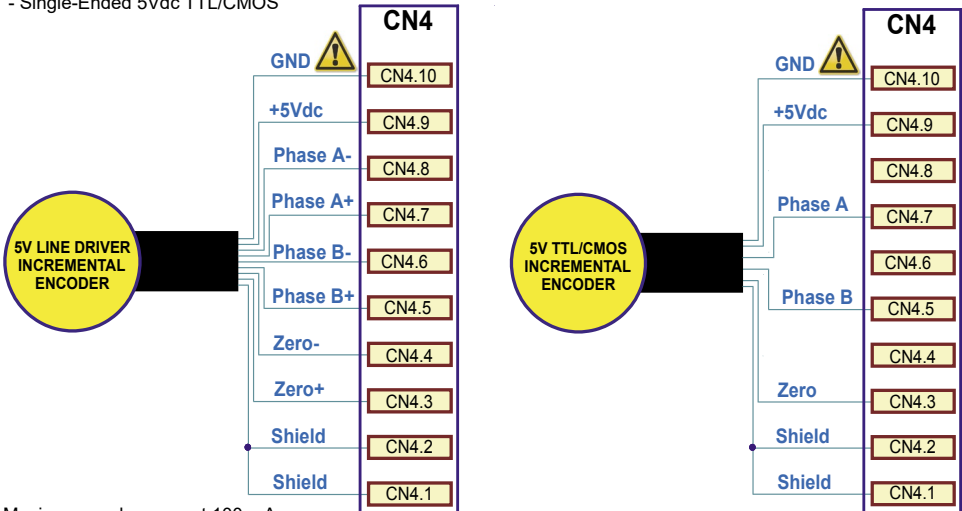 - Single-Ended 5Vdc TTL/CMOS
CN4
GND
CN4.10
+5Vdc
CN4.9
Phase A-
CN4.8
Phase A+
CN4.7
Phase B-
CN4.6
Phase B+
CN4.5
Zero-
CN4.4
Zero+
CN4.3
Shield
CN4.2
Shield
CN4.1
5V LINE DRIVER
INCREMENTAL
ENCODER
CN4
GND
CN4.10
+5Vdc
CN4.9
CN4.8
Phase A
CN4.7
CN4.6
Phase B
CN4.5
CN4.4
Zero
CN4.3
Shield
CN4.2
Shield
CN4.1
5V TTL/CMOS
INCREMENTAL
ENCODER